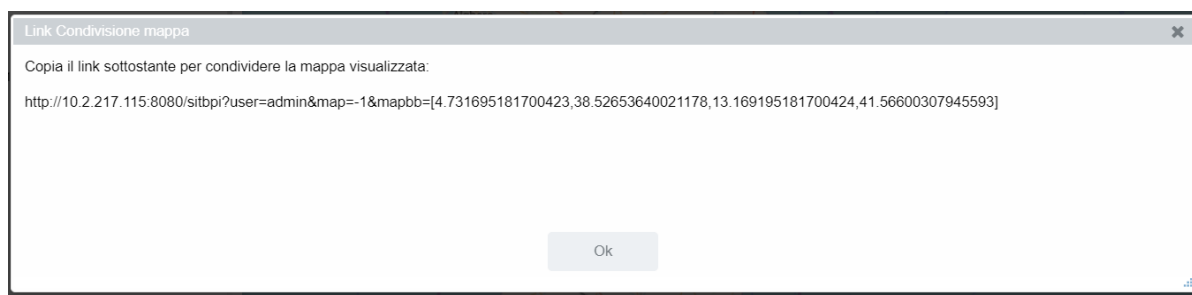 Link Condivisione mappa
Copia il link sottostante per condividere la mappa visualizzata:
http://10.2.217.115:8080/sitbpi?user=admin&map=-1&mapbb=[4.731695181700423,38.52653640021178,13.169195181700424,41.56600307945593]
Ok